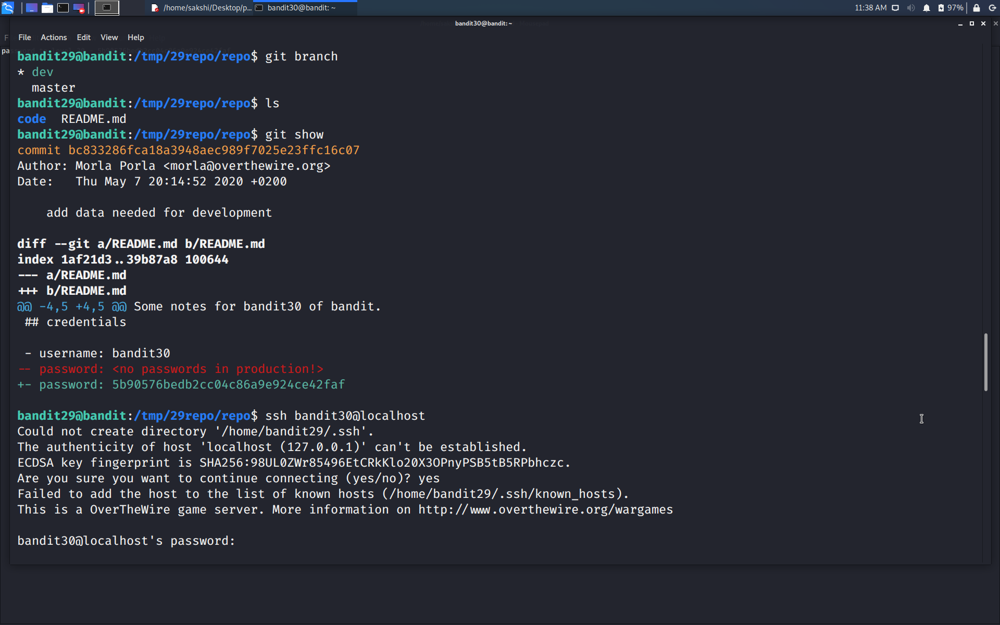 /home/sakshi/Desktop/p...
bandit30@bandit: ~
11:38 AM
97%
bandit30@bandit:~
File Actions Edit View Help
bandit29@bandit:/tmp/29repo/repo$ git branch
* dev
  master
bandit29@bandit:/tmp/29repo/repo$ ls
code  README.md
bandit29@bandit:/tmp/29repo/repo$ git show
commit bc833286fca18a3948aec989f7025e23ffc16c07
Author: Morla Porla <morla@overthewire.org>
Date:   Thu May 7 20:14:52 2020 +0200
    add data needed for development
diff --git a/README.md b/README.md
index 1af21d3..39b87a8 100644
--- a/README.md
+++ b/README.md
@@ -4,5 +4,5 @@ Some notes for bandit30 of bandit.
 ## credentials
 - username: bandit30
-- password: <no passwords in production!>
+- password: 5b90576bedb2cc04c86a9e924ce42faf
bandit29@bandit:/tmp/29repo/repo$ ssh bandit30@localhost
Could not create directory '/home/bandit29/.ssh'.
The authenticity of host 'localhost (127.0.0.1)' can't be established.
ECDSA key fingerprint is SHA256:98UL0ZWr85496EtCRkKlo20X3OPnyPSB5tB5RPbhczc.
Are you sure you want to continue connecting (yes/no)? yes
Failed to add the host to the list of known hosts (/home/bandit29/.ssh/known_hosts).
This is a OverTheWire game server. More information on http://www.overthewire.org/wargames
bandit30@localhost's password: